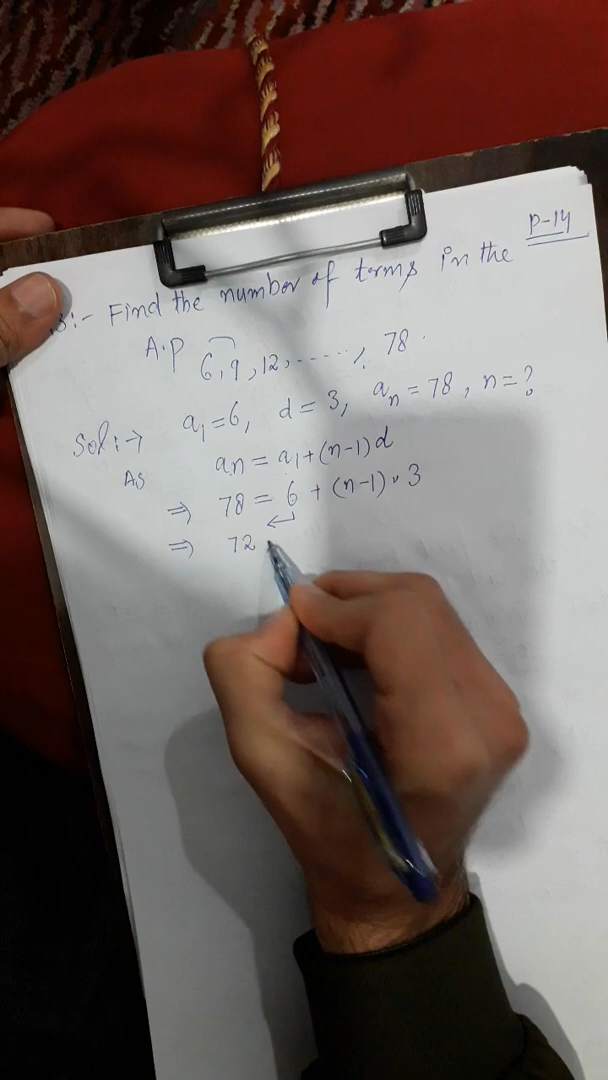 P-14
3:- Find the number of terms in the
A.P 6, 9, 12, ......, 78.
Sol:→ a₁=6, d=3, aₙ=78, n=?
As aₙ = a₁+(n-1)d
⇒ 78 = 6 + (n-1)·3
⇒ 72